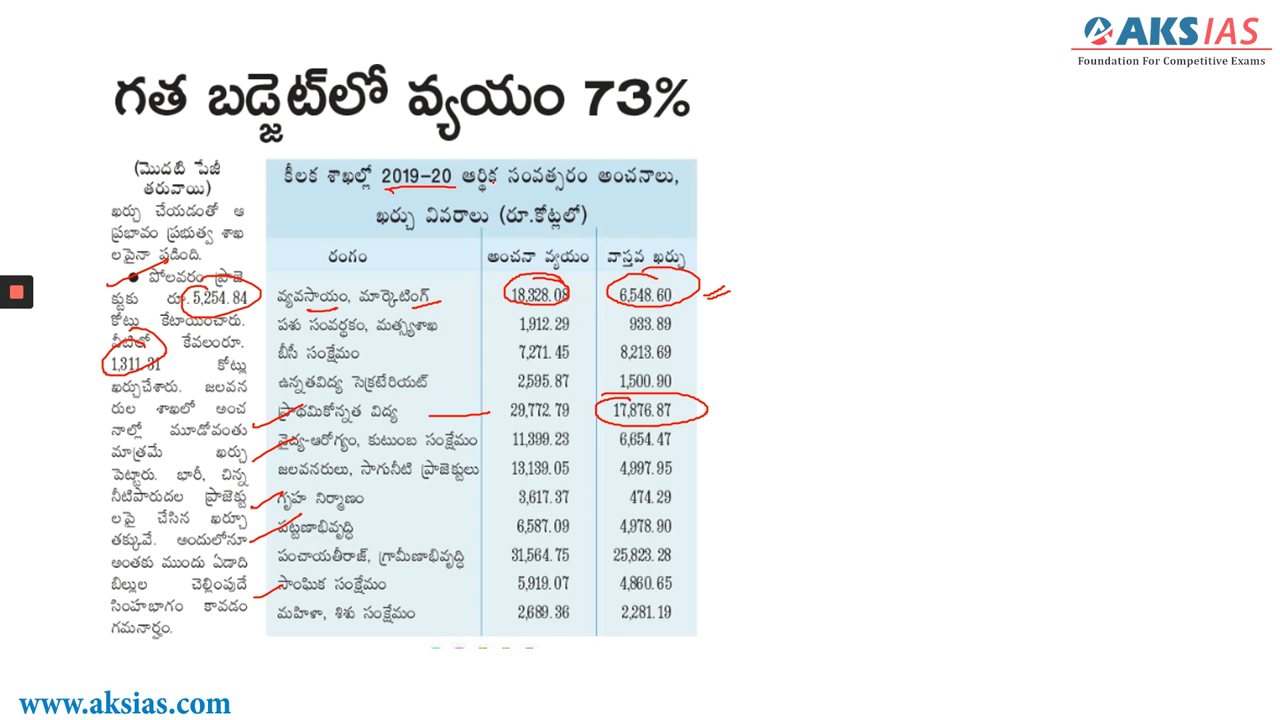 AKS IAS
Foundation For Competitive Exams
గత బడ్జెట్‌లో వ్యయం 73%
(మొదటి పేజీ
తరువాయి)
ఖర్చు చేయడంతో ఆ
ప్రభావం ప్రభుత్వ శాఖ
లపైనా పడింది.
● పోలవరం ప్రాజె
క్టుకు రూ.5,254.84
కోట్లు కేటాయించారు.
వీటిలో కేవలంరూ.
1,311.31 కోట్లు
ఖర్చుచేశారు. జలవన
రుల శాఖలో అంచ
నాల్లో మూడోవంతు
మాత్రమే ఖర్చు
పెట్టారు. భారీ, చిన్న
నీటిపారుదల ప్రాజెక్టు
లపై చేసిన ఖర్చూ
తక్కువే. అందులోనూ
అంతకు ముందు ఏడాది
బిల్లుల చెల్లింపుదే
సింహభాగం కావడం
గమనార్హం.
కీలక శాఖల్లో 2019-20 ఆర్థిక సంవత్సరం అంచనాలు,
ఖర్చు వివరాలు (రూ.కోట్లలో)
రంగం అంచనా వ్యయం వాస్తవ ఖర్చు
వ్యవసాయం, మార్కెటింగ్ 18,328.08 6,548.60
పశు సంవర్థకం, మత్స్యశాఖ 1,912.29 933.89
బీసీ సంక్షేమం 7,271.45 8,213.69
ఉన్నతవిద్య సెక్రటేరియట్ 2,595.87 1,500.90
ప్రాథమికోన్నత విద్య 29,772.79 17,876.87
వైద్య-ఆరోగ్యం, కుటుంబ సంక్షేమం 11,399.23 6,654.47
జలవనరులు, సాగునీటి ప్రాజెక్టులు 13,139.05 4,997.95
గృహ నిర్మాణం 3,617.37 474.29
పట్టణాభివృద్ధి 6,587.09 4,978.90
పంచాయతీరాజ్, గ్రామీణాభివృద్ధి 31,564.75 25,823.28
సాంఘిక సంక్షేమం 5,919.07 4,860.65
మహిళా, శిశు సంక్షేమం 2,689.36 2,281.19
www.aksias.com